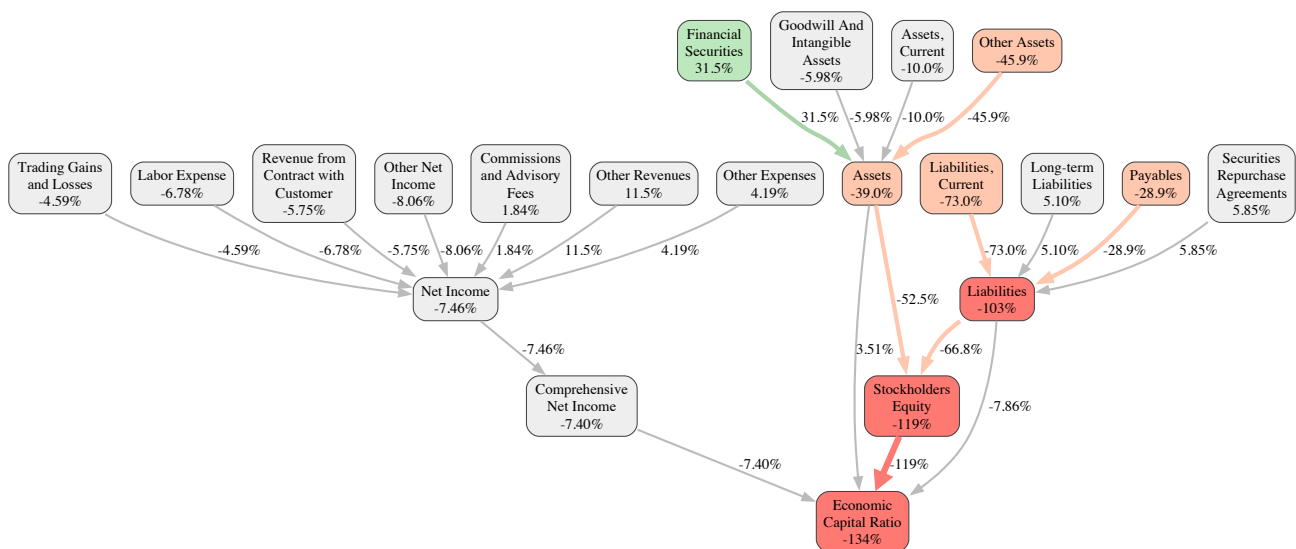 Financial
Securities
31.5%
Goodwill And
Intangible
Assets
-5.98%
Assets,
Current
-10.0%
Other Assets
-45.9%
31.5%
-5.98%
-10.0%
-45.9%
Trading Gains
and Losses
-4.59%
Labor Expense
-6.78%
Revenue from
Contract with
Customer
-5.75%
Other Net
Income
-8.06%
Commissions
and Advisory
Fees
1.84%
Other Revenues
11.5%
Other Expenses
4.19%
Assets
-39.0%
Liabilities,
Current
-73.0%
Long-term
Liabilities
5.10%
Payables
-28.9%
Securities
Repurchase
Agreements
5.85%
-4.59%
-6.78%
-5.75%
-8.06%
1.84%
11.5%
4.19%
-73.0%
5.10%
-28.9%
5.85%
Net Income
-7.46%
Liabilities
-103%
-52.5%
-7.46%
3.51%
-66.8%
Comprehensive
Net Income
-7.40%
Stockholders
Equity
-119%
-7.86%
-7.40%
-119%
Economic
Capital Ratio
-134%